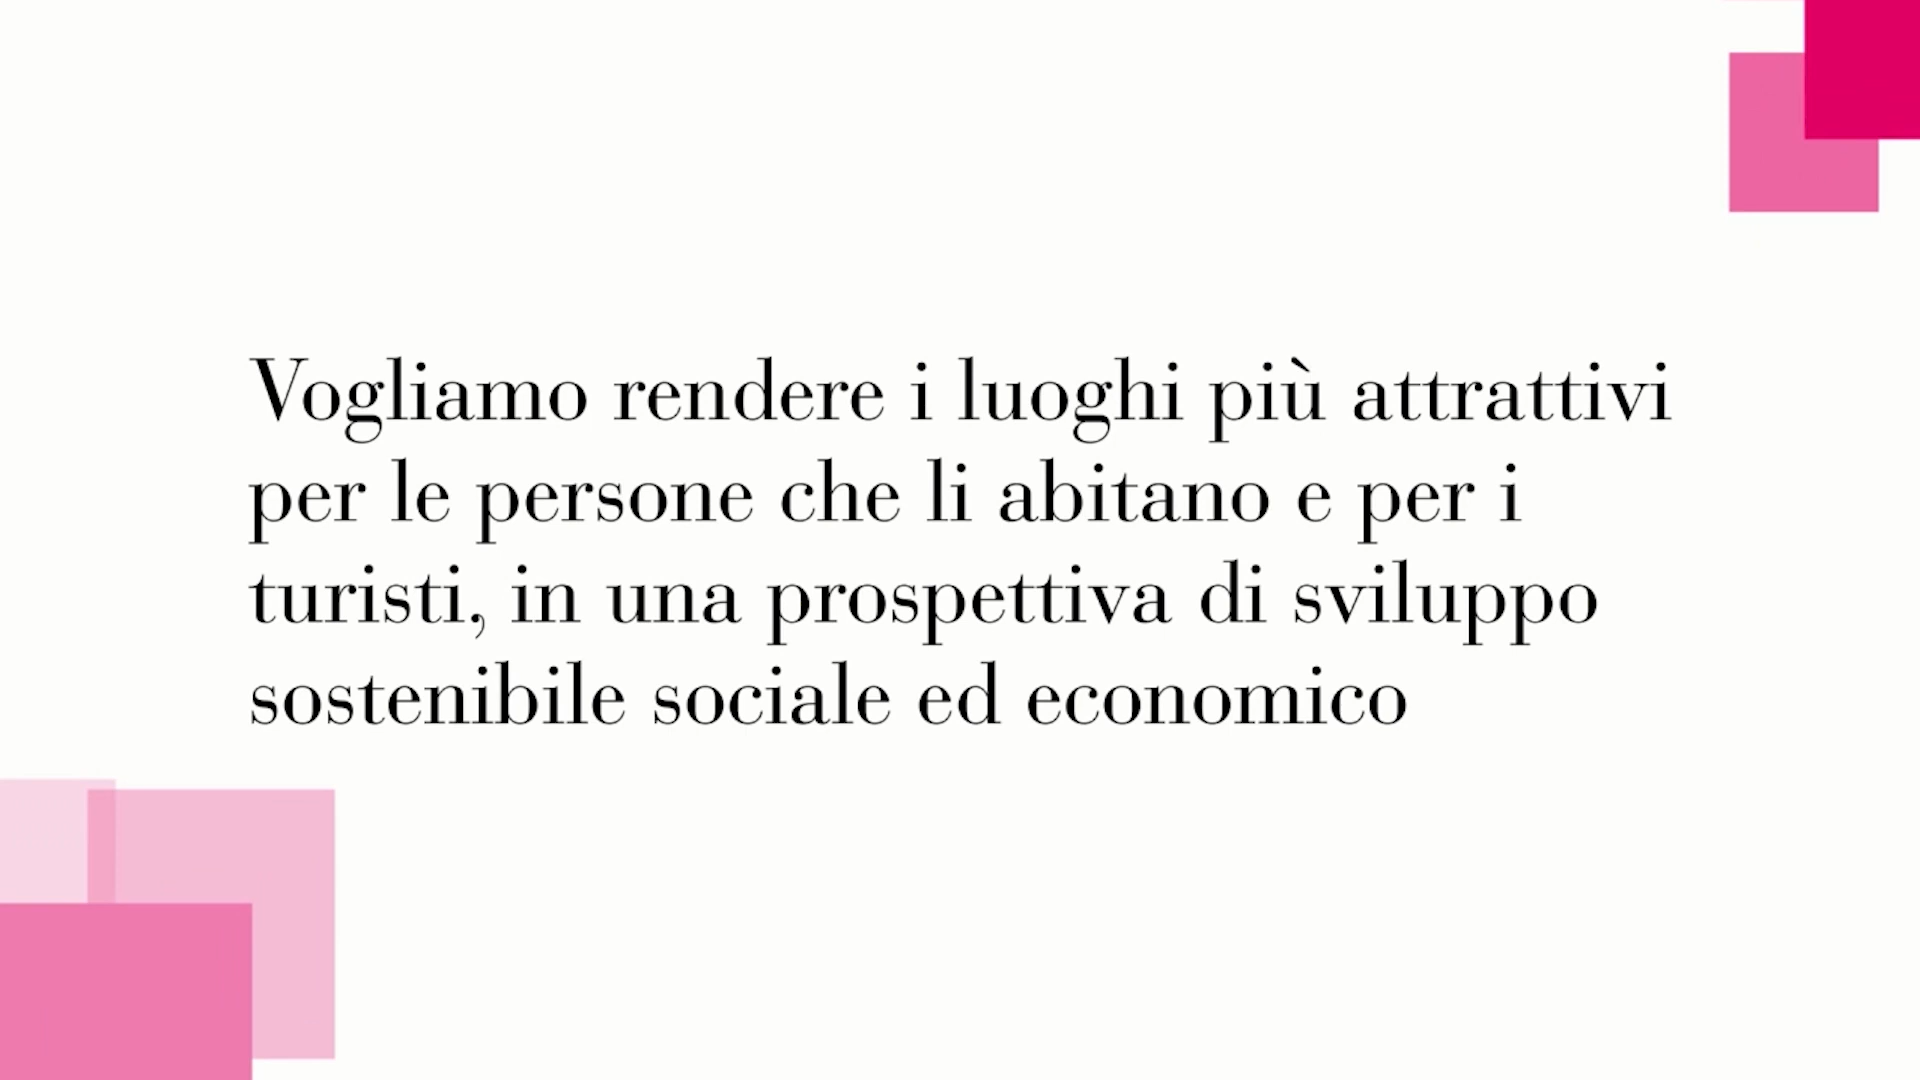 Vogliamo rendere i luoghi più attrattivi
per le persone che li abitano e per i
turisti, in una prospettiva di sviluppo
sostenibile sociale ed economico